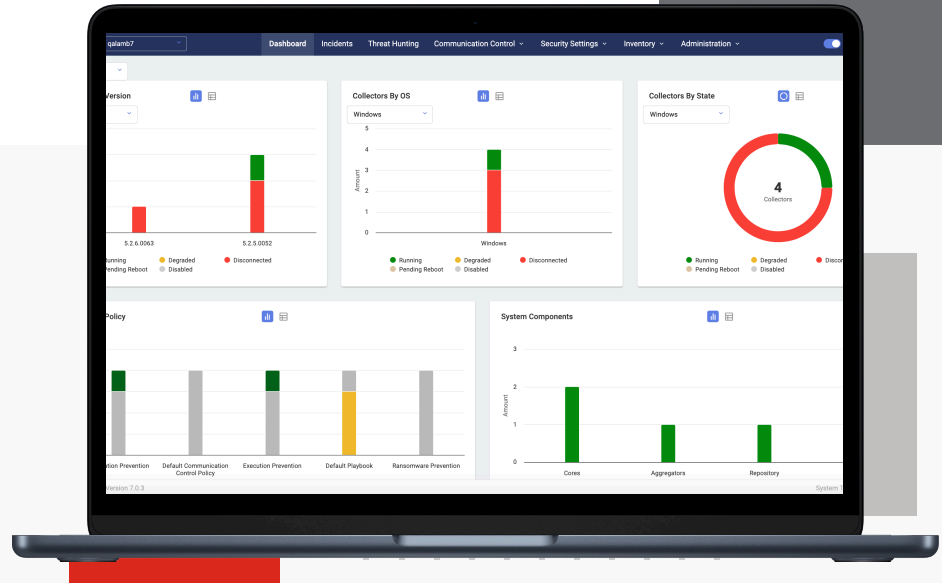 qalamb7
Dashboard Incidents Threat Hunting Communication Control Security Settings Inventory Administration
Version
Collectors By OS
Collectors By State
Windows
Windows
5
4
3
2
1
0
Amount
4
Collectors
5.2.6.0063
5.2.5.0052
Windows
Degraded
Disconnected
Pending Reboot
Disabled
Running
Degraded
Disconnected
Pending Reboot
Disabled
Running
Degraded
Pending Reboot
Disabled
Policy
System Components
3
2
1
0
Amount
Prevention
Default Communication
Control Policy
Execution Prevention
Default Playbook
Ransomware Prevention
Cores
Aggregators
Repository
Version 7.0.3
System